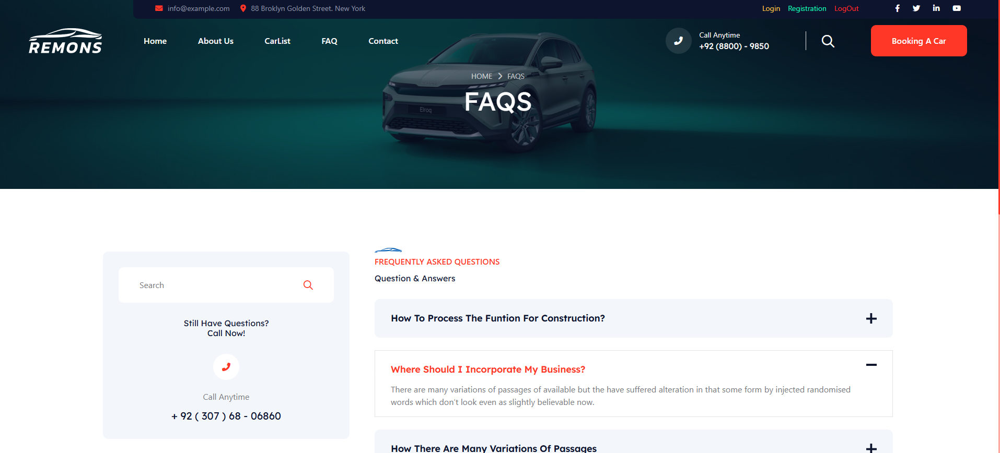 info@example.com 88 Broklyn Golden Street. New York Login Registration LogOut
REMONS Home About Us CarList FAQ Contact Call Anytime
+92 (8800) - 9850 Booking A Car
HOME FAQS
FAQS
Elroq
FREQUENTLY ASKED QUESTIONS
Question & Answers
Search
Still Have Questions?
Call Now!
Call Anytime
+ 92 ( 307 ) 68 - 06860
How To Process The Funtion For Construction?
Where Should I Incorporate My Business?
There are many variations of passages of available but the have suffered alteration in that some form by injected randomised
words which don't look even as slightly believable now.
How There Are Many Variations Of Passages